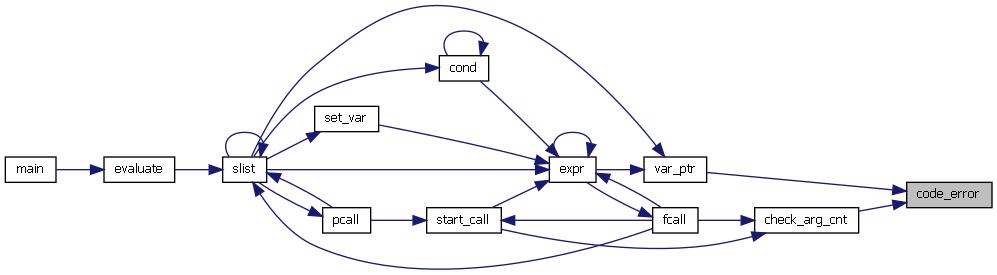 main
evaluate
slist
cond
set_var
pcall
start_call
expr
fcall
var_ptr
check_arg_cnt
code_error